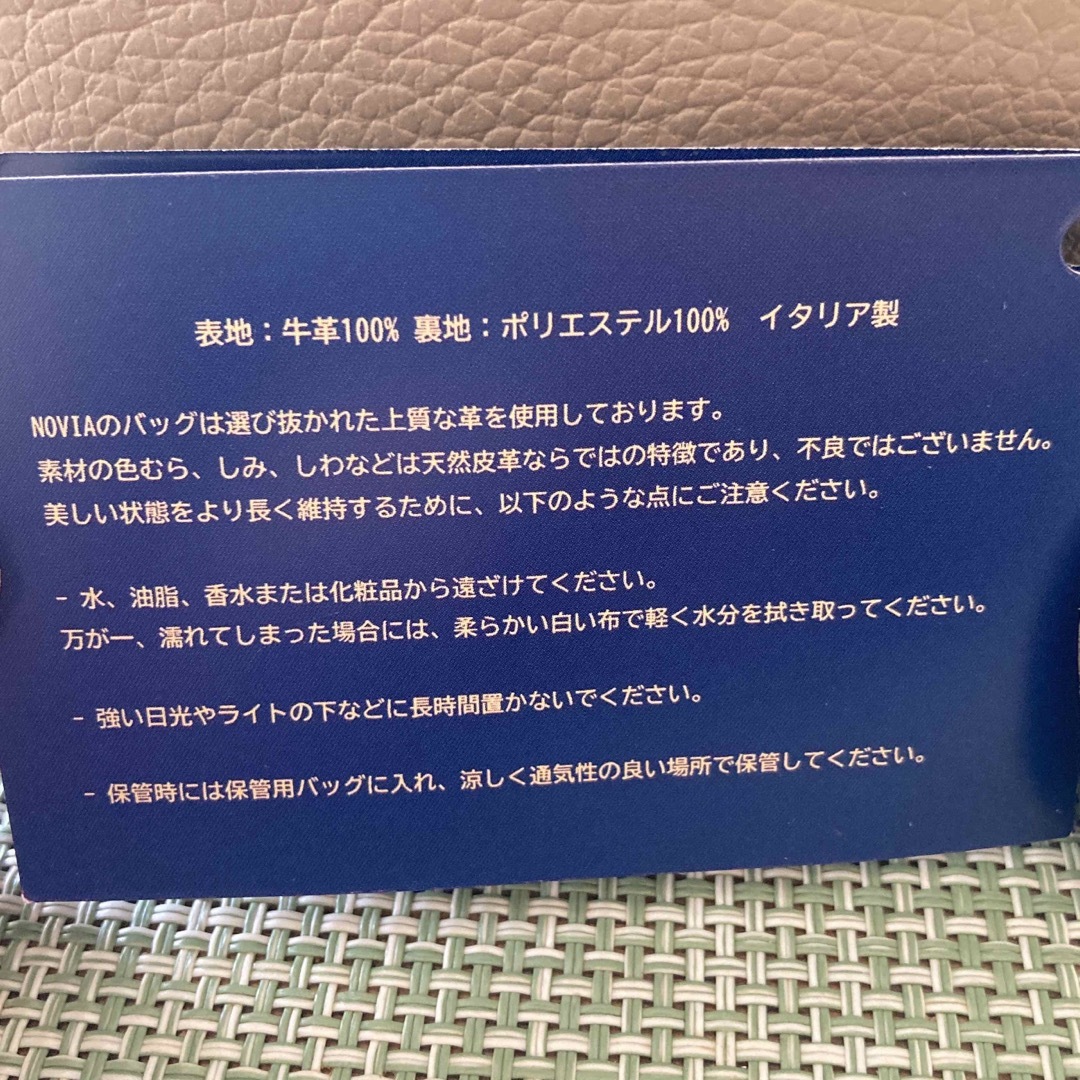 表地：牛革100% 裏地：ポリエステル100%　イタリア製
NOVIAのバッグは選び抜かれた上質な革を使用しております。
素材の色むら、しみ、しわなどは天然皮革ならではの特徴であり、不良ではございません。
美しい状態をより長く維持するために、以下のような点にご注意ください。
- 水、油脂、香水または化粧品から遠ざけてください。
万が一、濡れてしまった場合には、柔らかい白い布で軽く水分を拭き取ってください。
- 強い日光やライトの下などに長時間置かないでください。
- 保管時には保管用バッグに入れ、涼しく通気性の良い場所で保管してください。